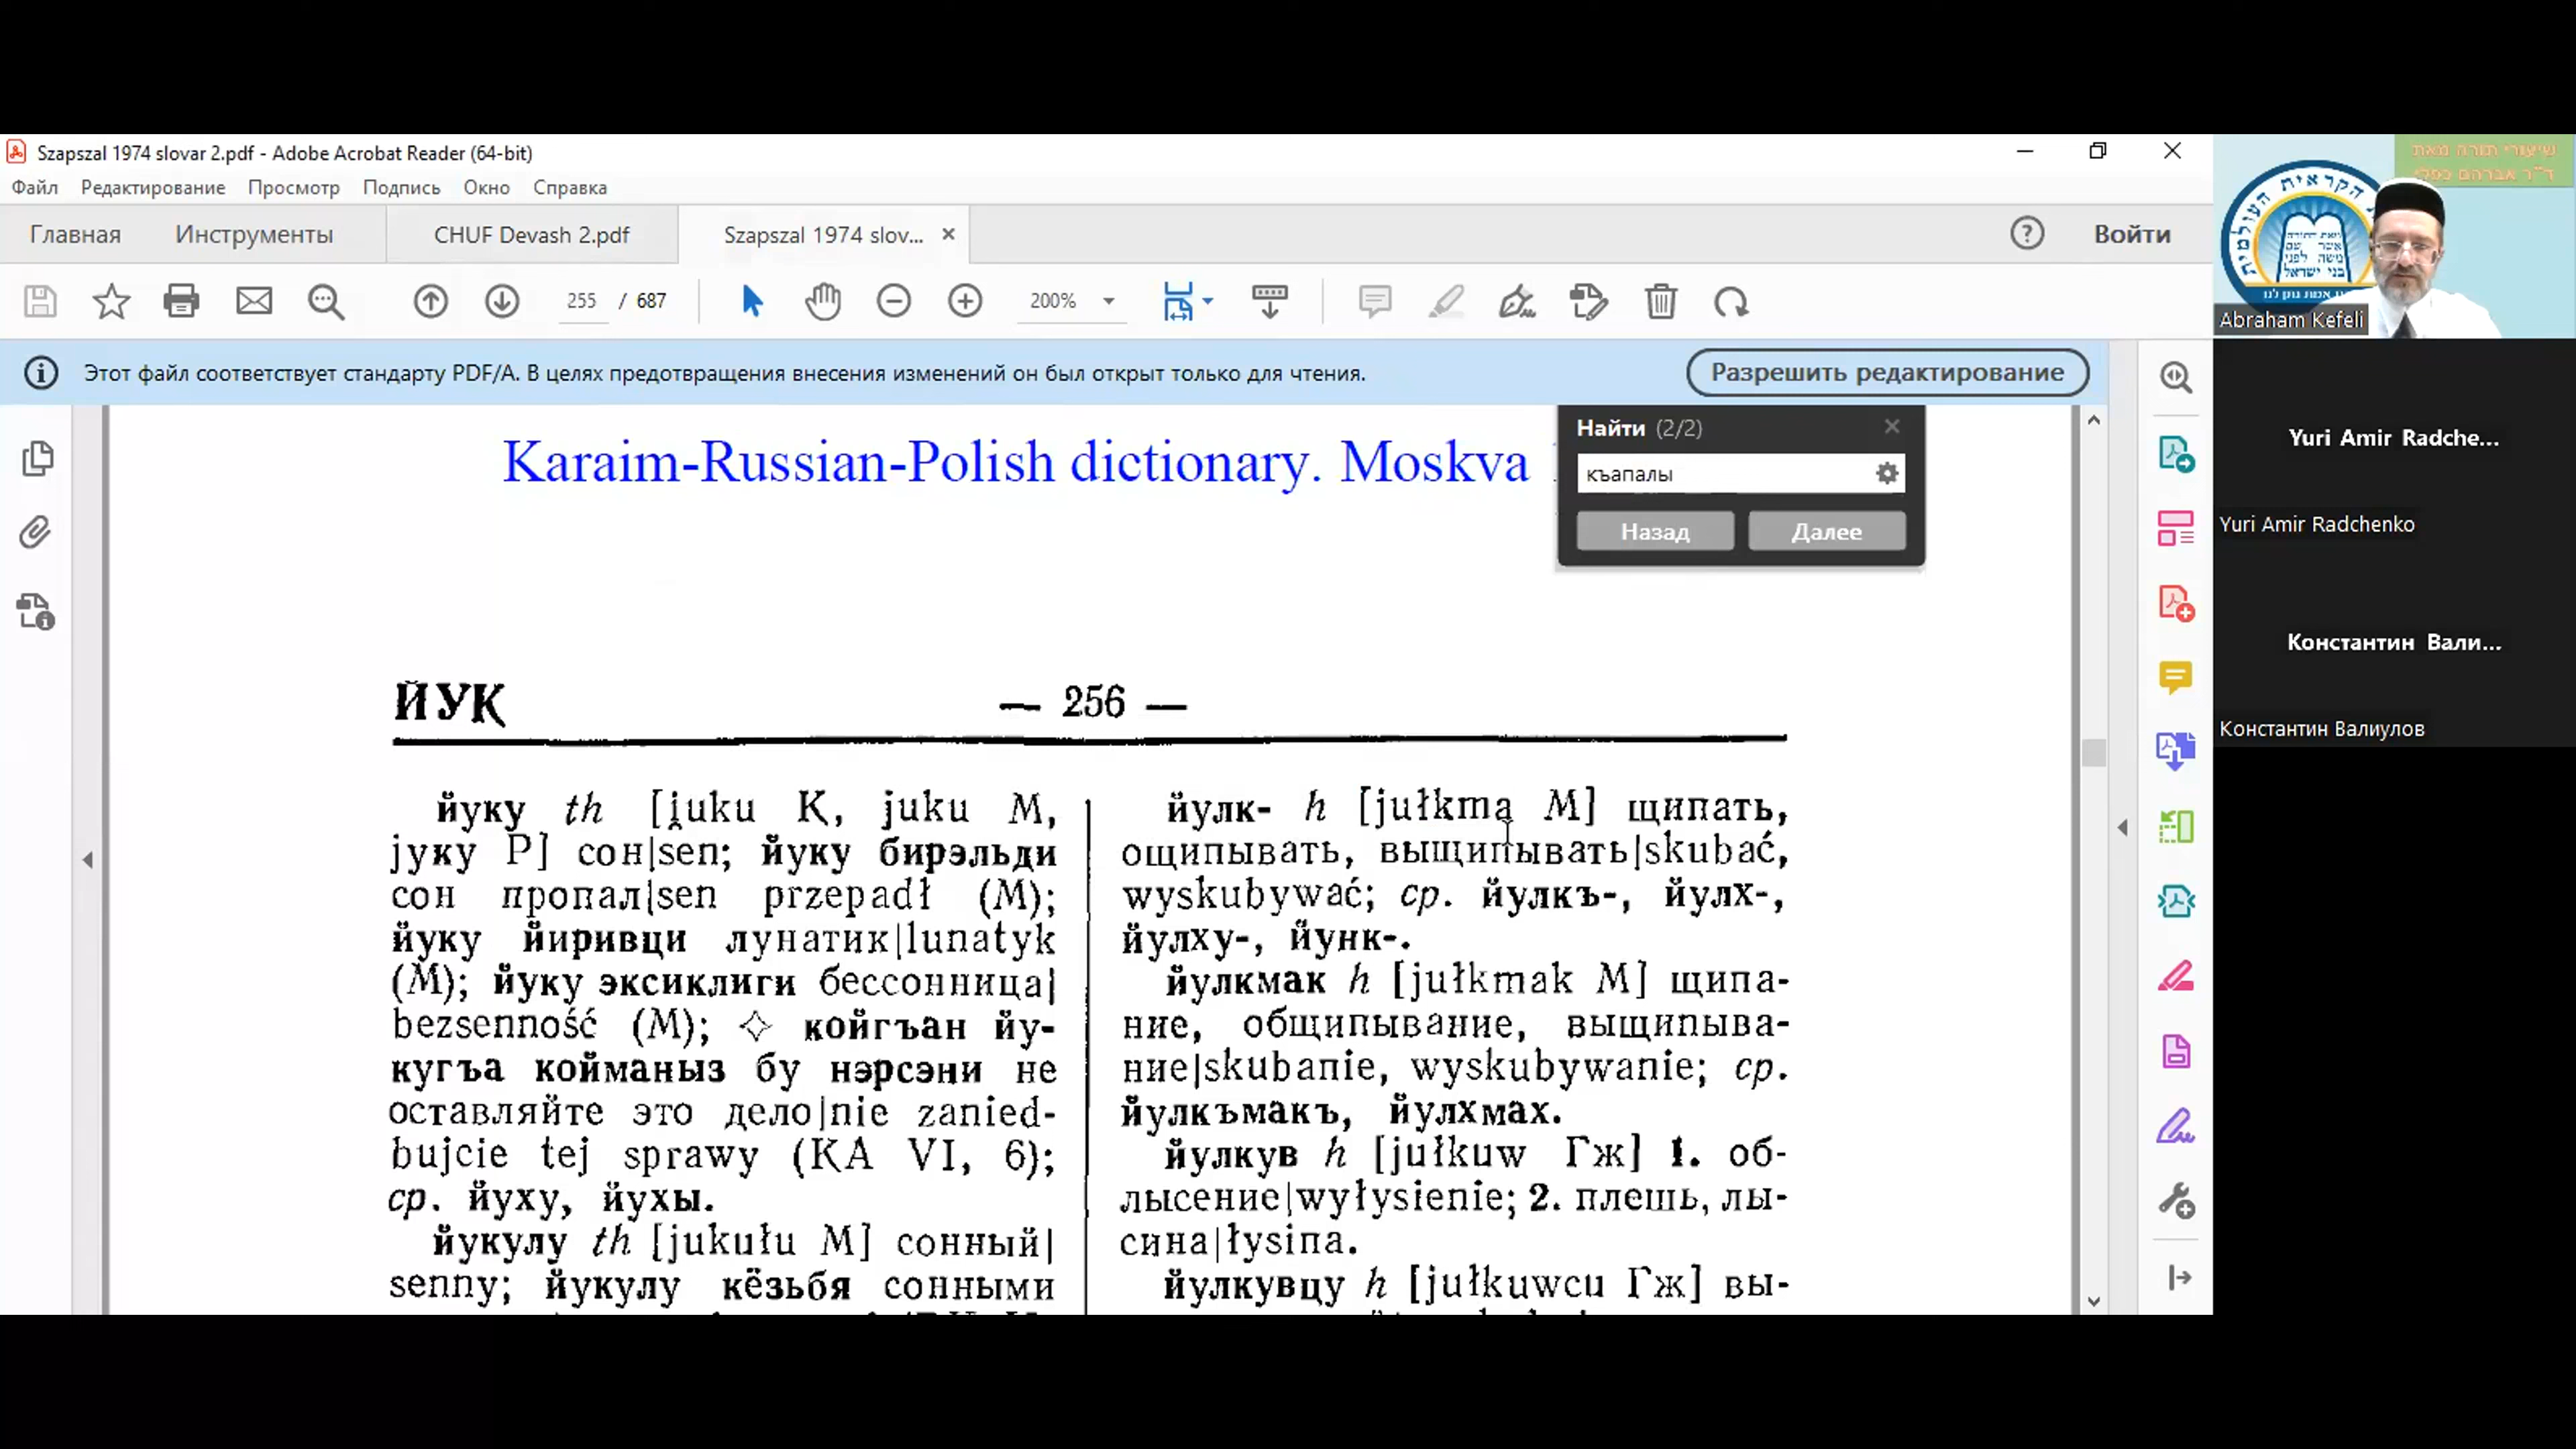 Szapszal 1974 slovar 2.pdf - Adobe Acrobat Reader (64-bit)
Файл Редактирование Просмотр Подпись Окно Справка
Главная Инструменты CHUF Devash 2.pdf Szapszal 1974 slov... Войти
255 / 687 200%
Этот файл соответствует стандарту PDF/A. В целях предотвращения внесения изменений он был открыт только для чтения. Разрешить редактирование
Karaim-Russian-Polish dictionary. Moskva
Найти (2/2)
къапалы
Назад Далее
ЙУҚ — 256 —
йуку th [i̭uku K, juku M,
jуку Р] сон|sen; йуку бирэльди
сон пропал|sen przepadł (M);
йуку йиривци лунатик|lunatyk
(M); йуку эксиклиги бессонница|
bezsenność (M); ✧ койгъан йу-
кугъа койманыз бу нэрсэни не
оставляйте это дело|nie zanied-
bujcie tej sprawy (KA VI, 6);
ср. йуху, йухы.
йукулу th [jukułu M] сонный|
senny; йукулу кёзьбя сонными
йулк- h [jułkma M] щипать,
ощипывать, выщипывать|skubać,
wyskubywać; ср. йулкъ-, йулх-,
йулху-, йунк-.
йулкмак h [jułkmak M] щипа-
ние, общипывание, выщипыва-
ние|skubanie, wyskubywanie; ср.
йулкъмакъ, йулхмах.
йулкув h [jułkuw Гж] 1. об-
лысение|wyłysienie; 2. плешь, лы-
сина|łysina.
йулкувцу h [jułkuwcu Гж] вы-
שיעורי תורה מאת
ד"ר אברהם כפלי
Abraham Kefeli
Yuri Amir Radche...
Yuri Amir Radchenko
Константин Вали...
Константин Валиулов